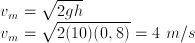 v_m = √2gh
v_m = √2(10)(0,8) = 4 m/s